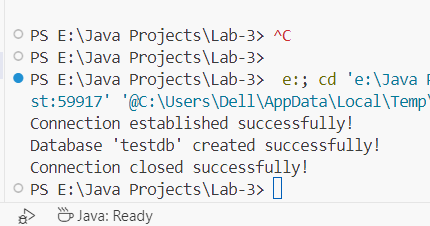 PS E:\Java Projects\Lab-3> ^C
PS E:\Java Projects\Lab-3>
PS E:\Java Projects\Lab-3>  e:; cd 'e:\Java P
st:59917' '@C:\Users\Dell\AppData\Local\Temp\
Connection established successfully!
Database 'testdb' created successfully!
Connection closed successfully!
PS E:\Java Projects\Lab-3>
Java: Ready